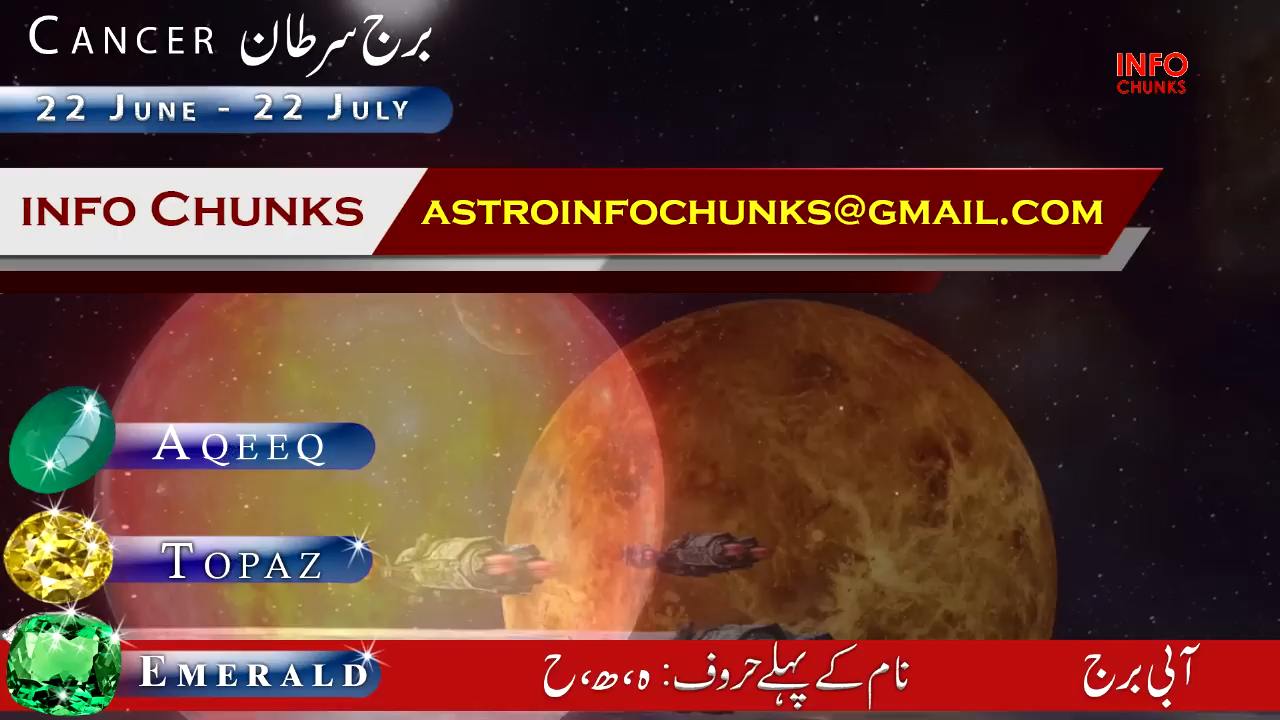 CANCER برج سرطان
22 JUNE - 22 JULY
INFO
CHUNKS
INFO CHUNKS
ASTROINFOCHUNKS@GMAIL.COM
AQEEQ
TOPAZ
EMERALD
نام کے پہلے حروف: ہ، ھ، ح
آبی برج